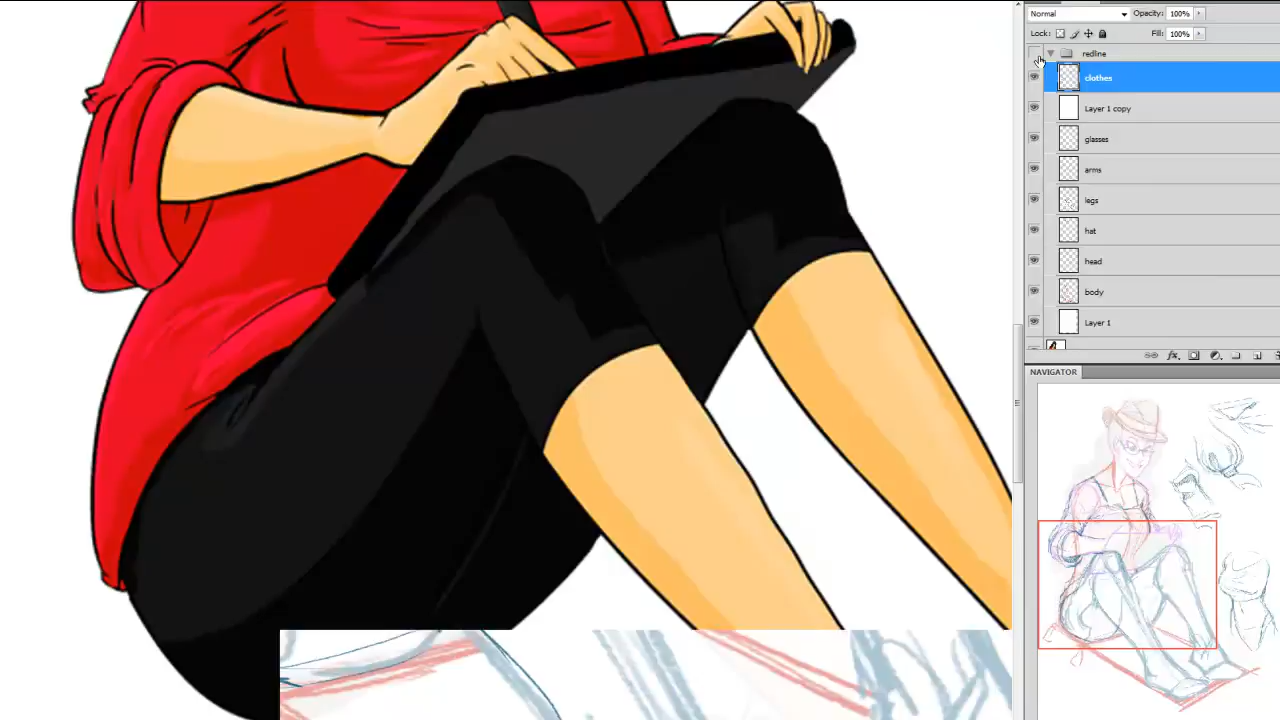 Normal Opacity: 100%
Lock: Fill: 100%
redline
clothes
Layer 1 copy
glasses
arms
legs
hat
head
body
Layer 1
fx
NAVIGATOR